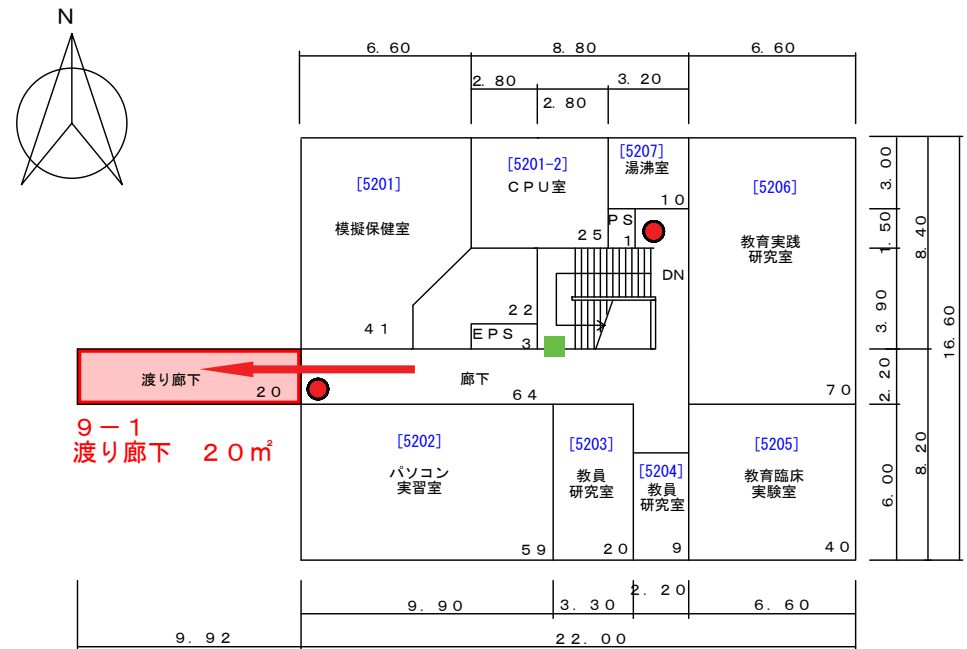 N
6.60
8.80
6.60
2.80
3.20
2.80
[5201]
模擬保健室
41
[5201-2]
CPU室
25
[5207]
湯沸室
10
PS
1
[5206]
教育実践
研究室
70
DN
22
EPS
3
渡り廊下
20
廊下
64
9-1
渡り廊下 20㎡
[5202]
パソコン
実習室
59
[5203]
教員
研究室
20
[5204]
教員
研究室
9
[5205]
教育臨床
実験室
40
3.00
1.50
3.90
2.20
6.00
8.40
8.20
16.60
9.90
3.30
2.20
6.60
9.92
22.00